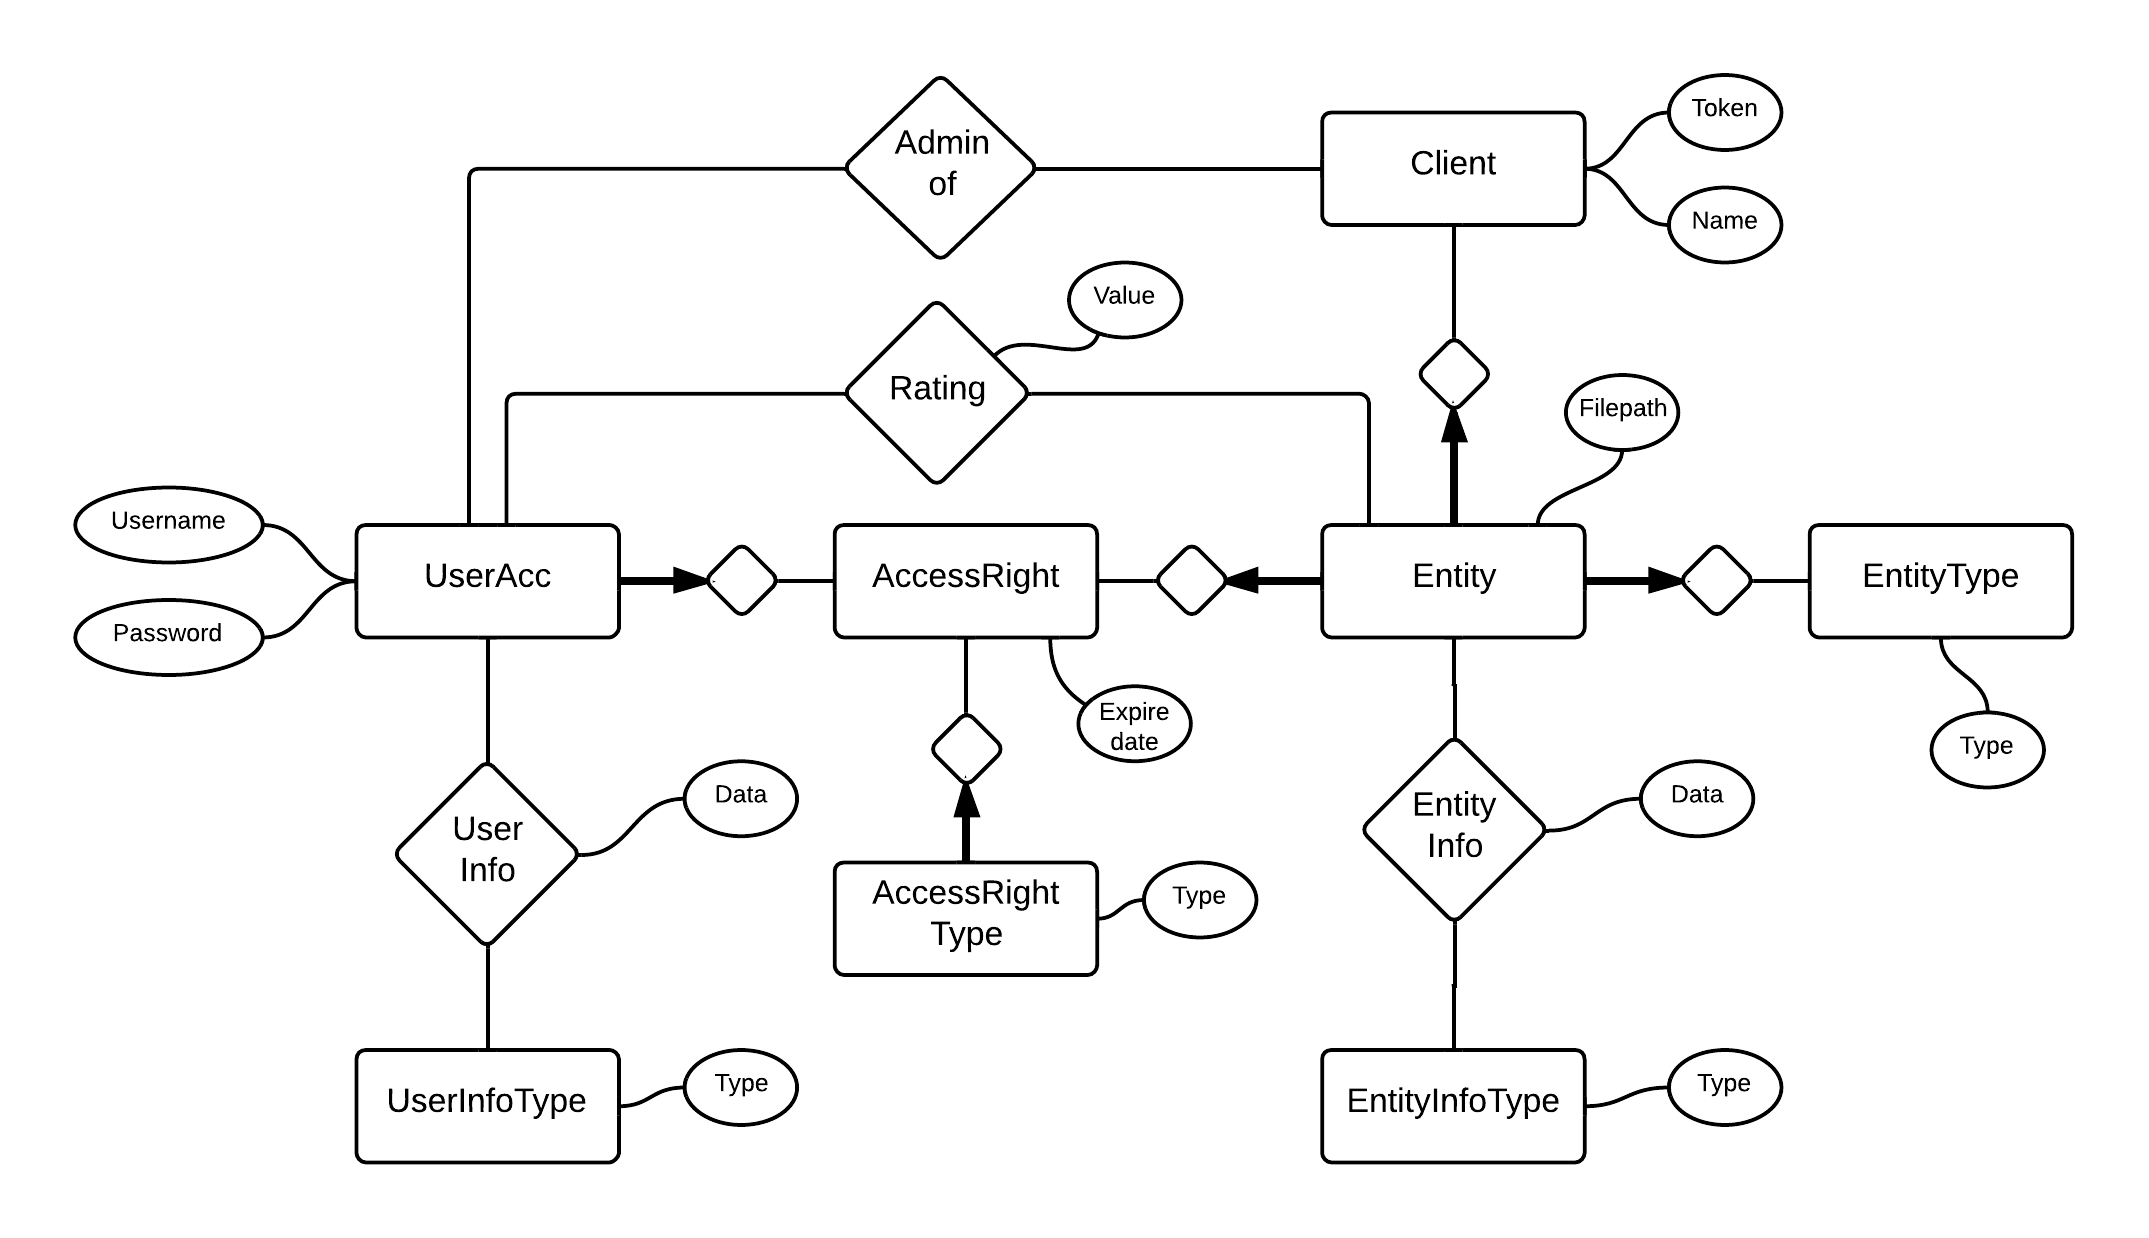 Admin
of
Client
Token
Name
Value
Rating
Filepath
Username
Password
UserAcc
AccessRight
Entity
EntityType
Expire
date
Type
User
Info
Data
Entity
Info
Data
AccessRight
Type
Type
UserInfoType
Type
EntityInfoType
Type